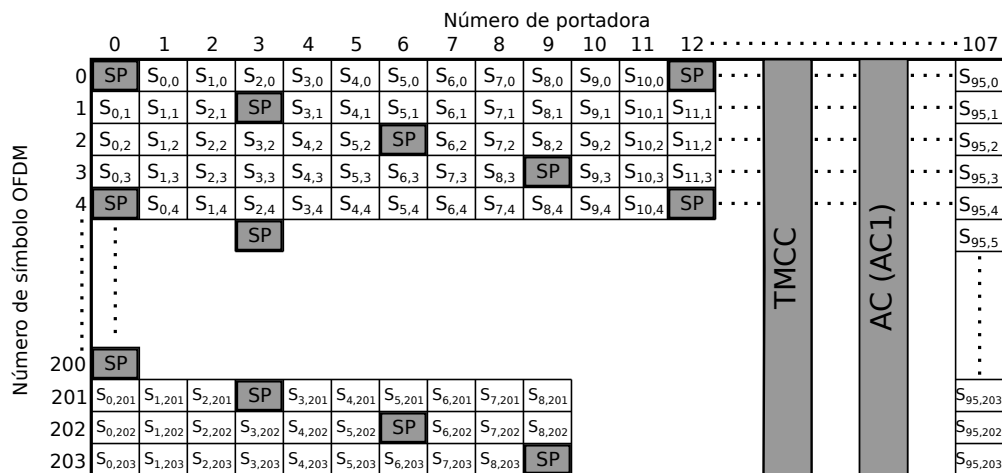 Número de portadora
0 1 2 3 4 5 6 7 8 9 10 11 12 107
0 SP S0,0 S1,0 S2,0 S3,0 S4,0 S5,0 S6,0 S7,0 S8,0 S9,0 S10,0 SP S95,0
1 S0,1 S1,1 S2,1 SP S3,1 S4,1 S5,1 S6,1 S7,1 S8,1 S9,1 S10,1 S11,1 S95,1
2 S0,2 S1,2 S2,2 S3,2 S4,2 S5,2 SP S6,2 S7,2 S8,2 S9,2 S10,2 S11,2 S95,2
3 S0,3 S1,3 S2,3 S3,3 S4,3 S5,3 S6,3 S7,3 S8,3 SP S9,3 S10,3 S11,3 S95,3
4 SP S0,4 S1,4 S2,4 S3,4 S4,4 S5,4 S6,4 S7,4 S8,4 S9,4 S10,4 SP S95,4
SP S95,5
200 SP
201 S0,201 S1,201 S2,201 SP S3,201 S4,201 S5,201 S6,201 S7,201 S8,201 S95,203
202 S0,202 S1,202 S2,202 S3,202 S4,202 S5,202 SP S6,202 S7,202 S8,202 S95,202
203 S0,203 S1,203 S2,203 S3,203 S4,203 S5,203 S6,203 S7,203 S8,203 SP S95,203
Número de símbolo OFDM
TMCC
AC (AC1)